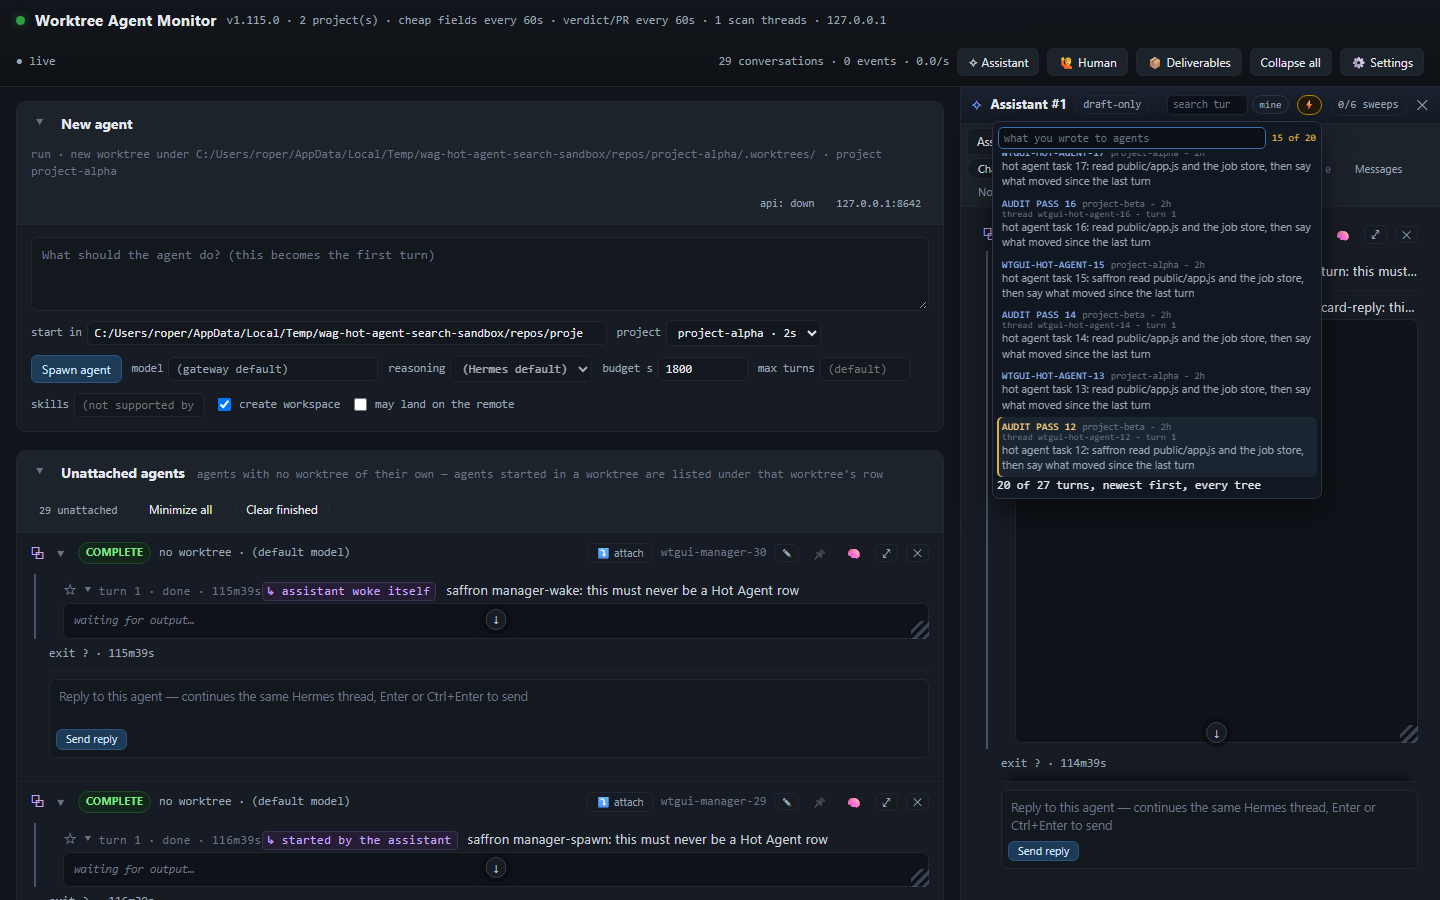 Worktree Agent Monitor v1.115.0 · 2 project(s) · cheap fields every 60s · verdict/PR every 60s · 1 scan threads · 127.0.0.1
live
29 conversations · 0 events · 0.0/s
Assistant
Human
Deliverables
Collapse all
Settings
New agent
run · new worktree under C:/Users/roper/AppData/Local/Temp/wag-hot-agent-search-sandbox/repos/project-alpha/.worktrees/ · project
project-alpha
api: down 127.0.0.1:8642
What should the agent do? (this becomes the first turn)
start in C:/Users/roper/AppData/Local/Temp/wag-hot-agent-search-sandbox/repos/proje project project-alpha · 2s
Spawn agent model (gateway default) reasoning (Hermes default) budget s 1800 max turns (default)
skills (not supported by create workspace may land on the remote
Unattached agents agents with no worktree of their own — agents started in a worktree are listed under that worktree's row
29 unattached Minimize all Clear finished
COMPLETE no worktree · (default model) attach wtgui-manager-30
turn 1 · done · 115m39s ↳ assistant woke itself saffron manager-wake: this must never be a Hot Agent row
waiting for output…
exit ? · 115m39s
Reply to this agent — continues the same Hermes thread, Enter or Ctrl+Enter to send
Send reply
COMPLETE no worktree · (default model) attach wtgui-manager-29
turn 1 · done · 116m39s ↳ started by the assistant saffron manager-spawn: this must never be a Hot Agent row
waiting for output…
Assistant #1 draft-only search tur mine 0/6 sweeps
what you wrote to agents 15 of 20
WTGUI-HOT-AGENT-17 project-alpha - 2h
hot agent task 17: read public/app.js and the job store, then say
what moved since the last turn
AUDIT PASS 16 project-beta - 2h
thread wtgui-hot-agent-16 - turn 1
hot agent task 16: read public/app.js and the job store, then say
what moved since the last turn
WTGUI-HOT-AGENT-15 project-alpha - 2h
hot agent task 15: saffron read public/app.js and the job store,
then say what moved since the last turn
AUDIT PASS 14 project-beta - 2h
thread wtgui-hot-agent-14 - turn 1
hot agent task 14: read public/app.js and the job store, then say
what moved since the last turn
WTGUI-HOT-AGENT-13 project-alpha - 2h
hot agent task 13: read public/app.js and the job store, then say
what moved since the last turn
AUDIT PASS 12 project-beta - 2h
thread wtgui-hot-agent-12 - turn 1
hot agent task 12: saffron read public/app.js and the job store,
then say what moved since the last turn
20 of 27 turns, newest first, every tree
Messages
turn: this must…
card-reply: thi…
exit ? · 114m39s
Reply to this agent — continues the same Hermes thread, Enter or
Ctrl+Enter to send
Send reply